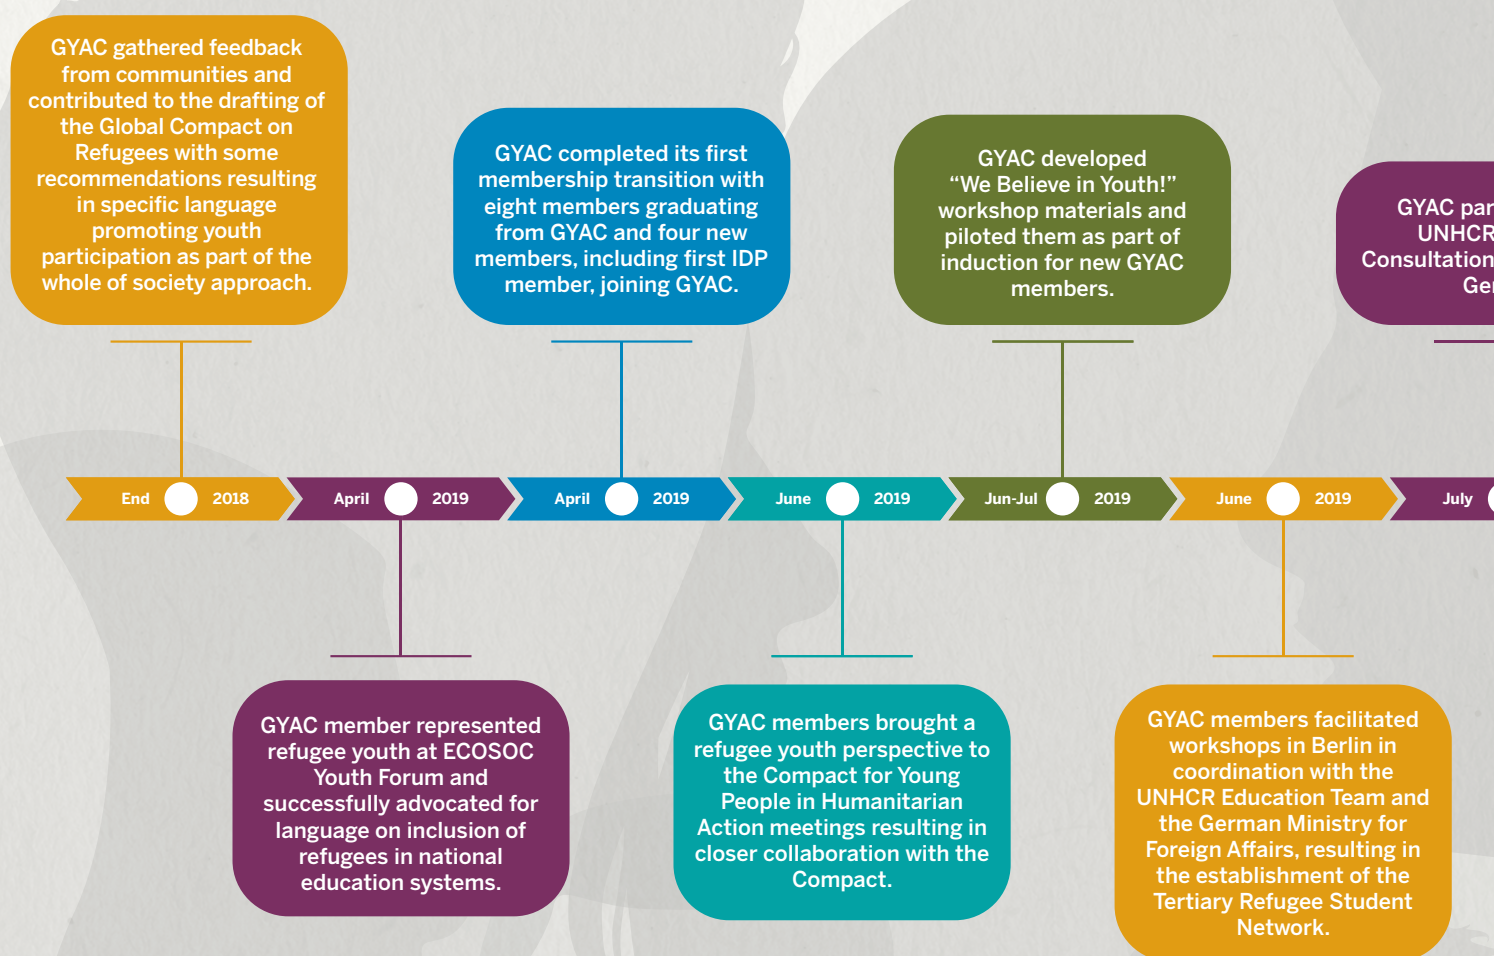 GYAC gathered feedback
from communities and
contributed to the drafting of
the Global Compact on
Refugees with some
recommendations resulting
in specific language
promoting youth
participation as part of the
whole of society approach.
GYAC completed its first
membership transition with
eight members graduating
from GYAC and four new
members, including first IDP
member, joining GYAC.
GYAC developed
“We Believe in Youth!”
workshop materials and
piloted them as part of
induction for new GYAC
members.
GYAC
UNHCR
Consultation
End 2018
April 2019
April 2019
June 2019
Jun-Jul 2019
June 2019
July
GYAC member represented
refugee youth at ECOSOC
Youth Forum and
successfully advocated for
language on inclusion of
refugees in national
education systems.
GYAC members brought a
refugee youth perspective to
the Compact for Young
People in Humanitarian
Action meetings resulting in
closer collaboration with the
Compact.
GYAC members facilitated
workshops in Berlin in
coordination with the
UNHCR Education Team and
the German Ministry for
Foreign Affairs, resulting in
the establishment of the
Tertiary Refugee Student
Network.